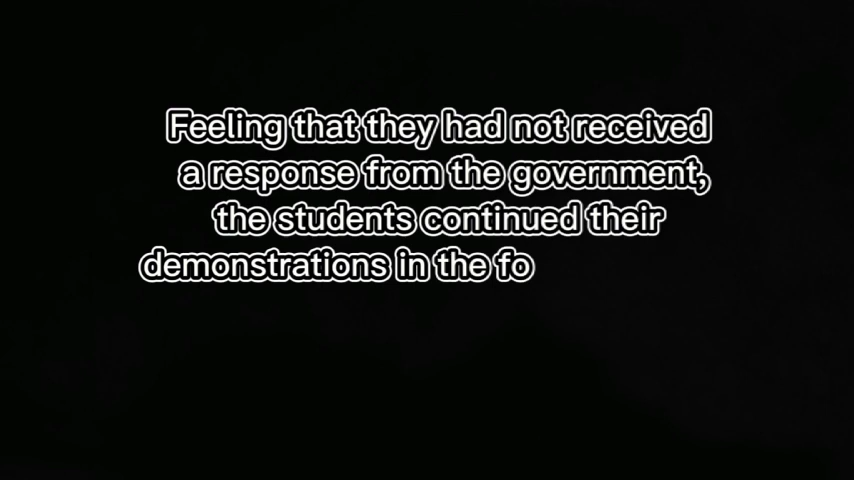 Feeling that they had not received
a response from the government,
the students continued their
demonstrations in the fo